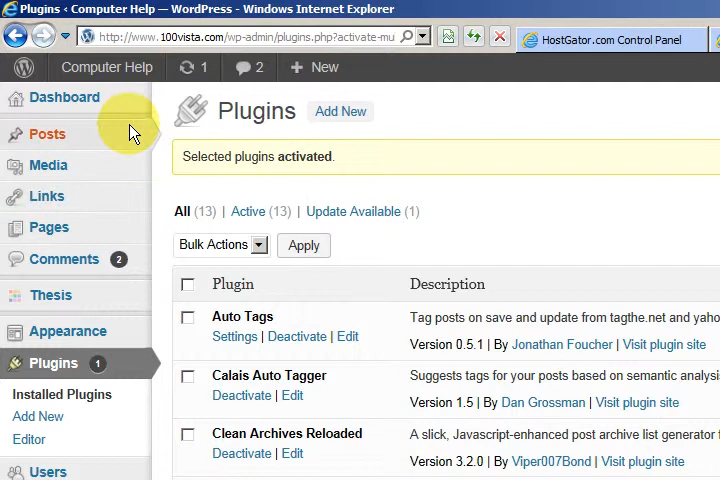 Plugins ‹ Computer Help — WordPress - Windows Internet Explorer
http://www.100vista.com/wp-admin/plugins.php?activate-mu
HostGator.com Control Panel
Computer Help 1 2 + New
Dashboard
Posts
Media
Links
Pages
Comments 2
Thesis
Appearance
Plugins 1
Installed Plugins
Add New
Editor
Users
Plugins Add New
Selected plugins activated.
All (13) | Active (13) | Update Available (1)
Bulk Actions Apply
Plugin Description
Auto Tags Tag posts on save and update from tagthe.net and yaho
Settings | Deactivate | Edit Version 0.5.1 | By Jonathan Foucher | Visit plugin site
Calais Auto Tagger Suggests tags for your posts based on semantic analysis
Deactivate | Edit Version 1.5 | By Dan Grossman | Visit plugin site
Clean Archives Reloaded A slick, Javascript-enhanced post archive list generator f
Deactivate | Edit Version 3.2.0 | By Viper007Bond | Visit plugin site